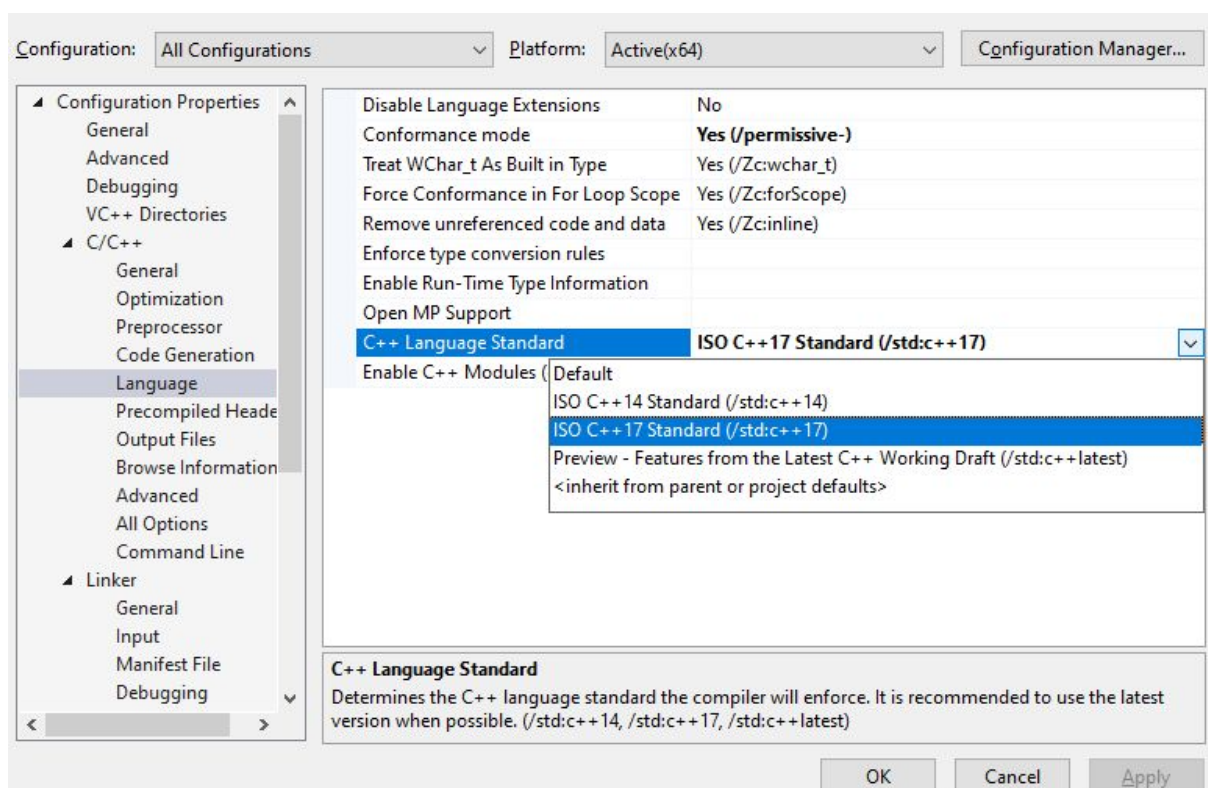 Configuration: All Configurations Platform: Active(x64) Configuration Manager...
Configuration Properties
General
Advanced
Debugging
VC++ Directories
C/C++
General
Optimization
Preprocessor
Code Generation
Language
Precompiled Heade
Output Files
Browse Information
Advanced
All Options
Command Line
Linker
General
Input
Manifest File
Debugging
Disable Language Extensions No
Conformance mode Yes (/permissive-)
Treat WChar_t As Built in Type Yes (/Zc:wchar_t)
Force Conformance in For Loop Scope Yes (/Zc:forScope)
Remove unreferenced code and data Yes (/Zc:inline)
Enforce type conversion rules
Enable Run-Time Type Information
Open MP Support
C++ Language Standard ISO C++17 Standard (/std:c++17)
Enable C++ Modules (
Default
ISO C++14 Standard (/std:c++14)
ISO C++17 Standard (/std:c++17)
Preview - Features from the Latest C++ Working Draft (/std:c++latest)
<inherit from parent or project defaults>
C++ Language Standard
Determines the C++ language standard the compiler will enforce. It is recommended to use the latest
version when possible. (/std:c++14, /std:c++17, /std:c++latest)
OK Cancel Apply